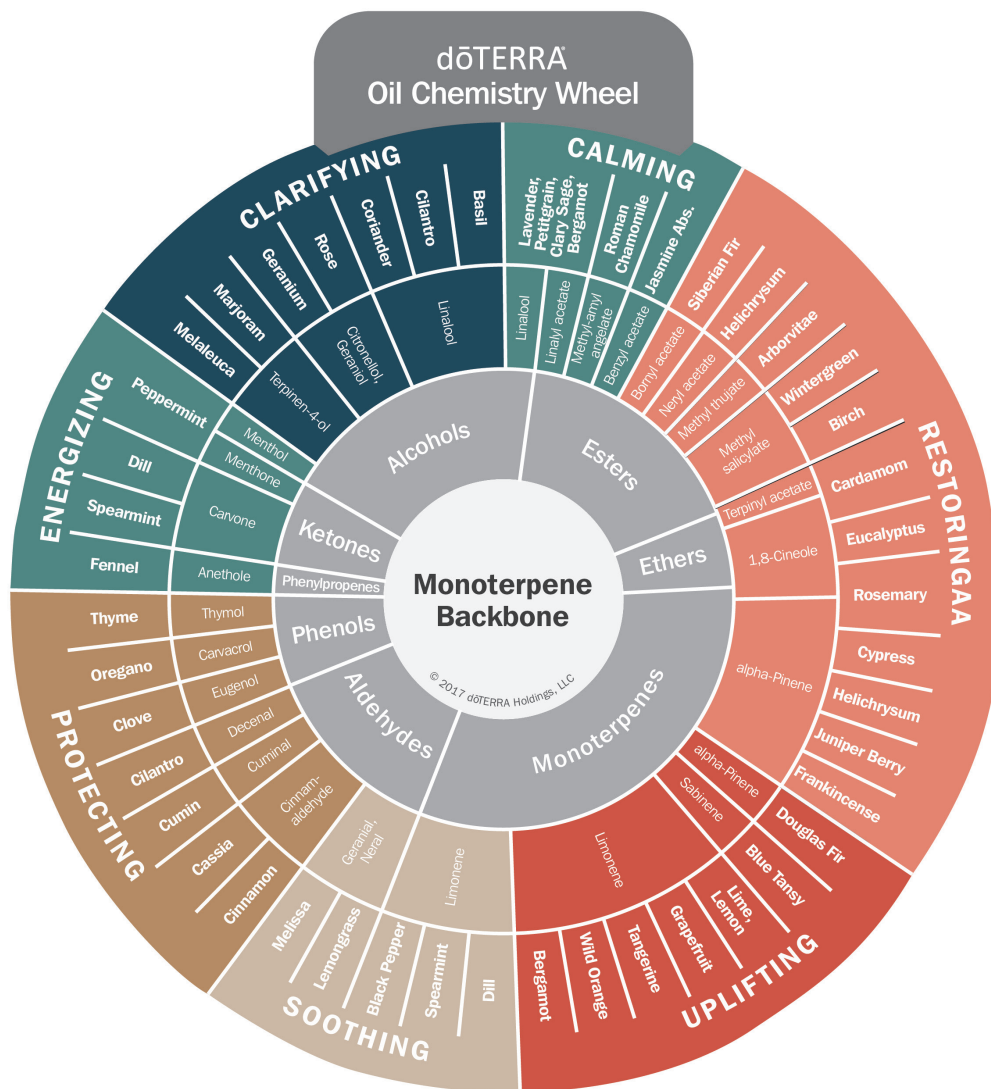 dōTERRA®
Oil Chemistry Wheel
CLARIFYING
Melaleuca
Marjoram
Geranium
Rose
Coriander
Cilantro
Basil
Terpinen-4-ol
Citronellol,
Geraniol
Linalool
CALMING
Lavender,
Petitgrain,
Clary Sage,
Bergamot
Roman
Chamomile
Jasmine Abs.
Linalool
Linalyl acetate
Methyl-amyl
angelate
Benzyl acetate
RESTORINGAA
Siberian Fir
Helichrysum
Arborvitae
Wintergreen
Birch
Cardamom
Eucalyptus
Rosemary
Cypress
Helichrysum
Juniper Berry
Frankincense
Bornyl acetate
Neryl acetate
Methyl thujate
Methyl
salicylate
Terpinyl acetate
1,8-Cineole
alpha-Pinene
UPLIFTING
Douglas Fir
Blue Tansy
Lime,
Lemon
Grapefruit
Tangerine
Wild Orange
Bergamot
alpha-Pinene
Sabinene
Limonene
SOOTHING
Dill
Spearmint
Black Pepper
Lemongrass
Melissa
Limonene
Geranial,
Neral
PROTECTING
Cinnamon
Cassia
Cumin
Cilantro
Clove
Oregano
Thyme
Cinnam-
aldehyde
Cuminal
Decenal
Eugenol
Carvacrol
Thymol
ENERGIZING
Fennel
Spearmint
Dill
Peppermint
Anethole
Carvone
Menthone
Menthol
Alcohols
Esters
Ethers
Monoterpenes
Aldehydes
Phenols
Phenylpropenes
Ketones
Monoterpene
Backbone
© 2017 dōTERRA Holdings, LLC